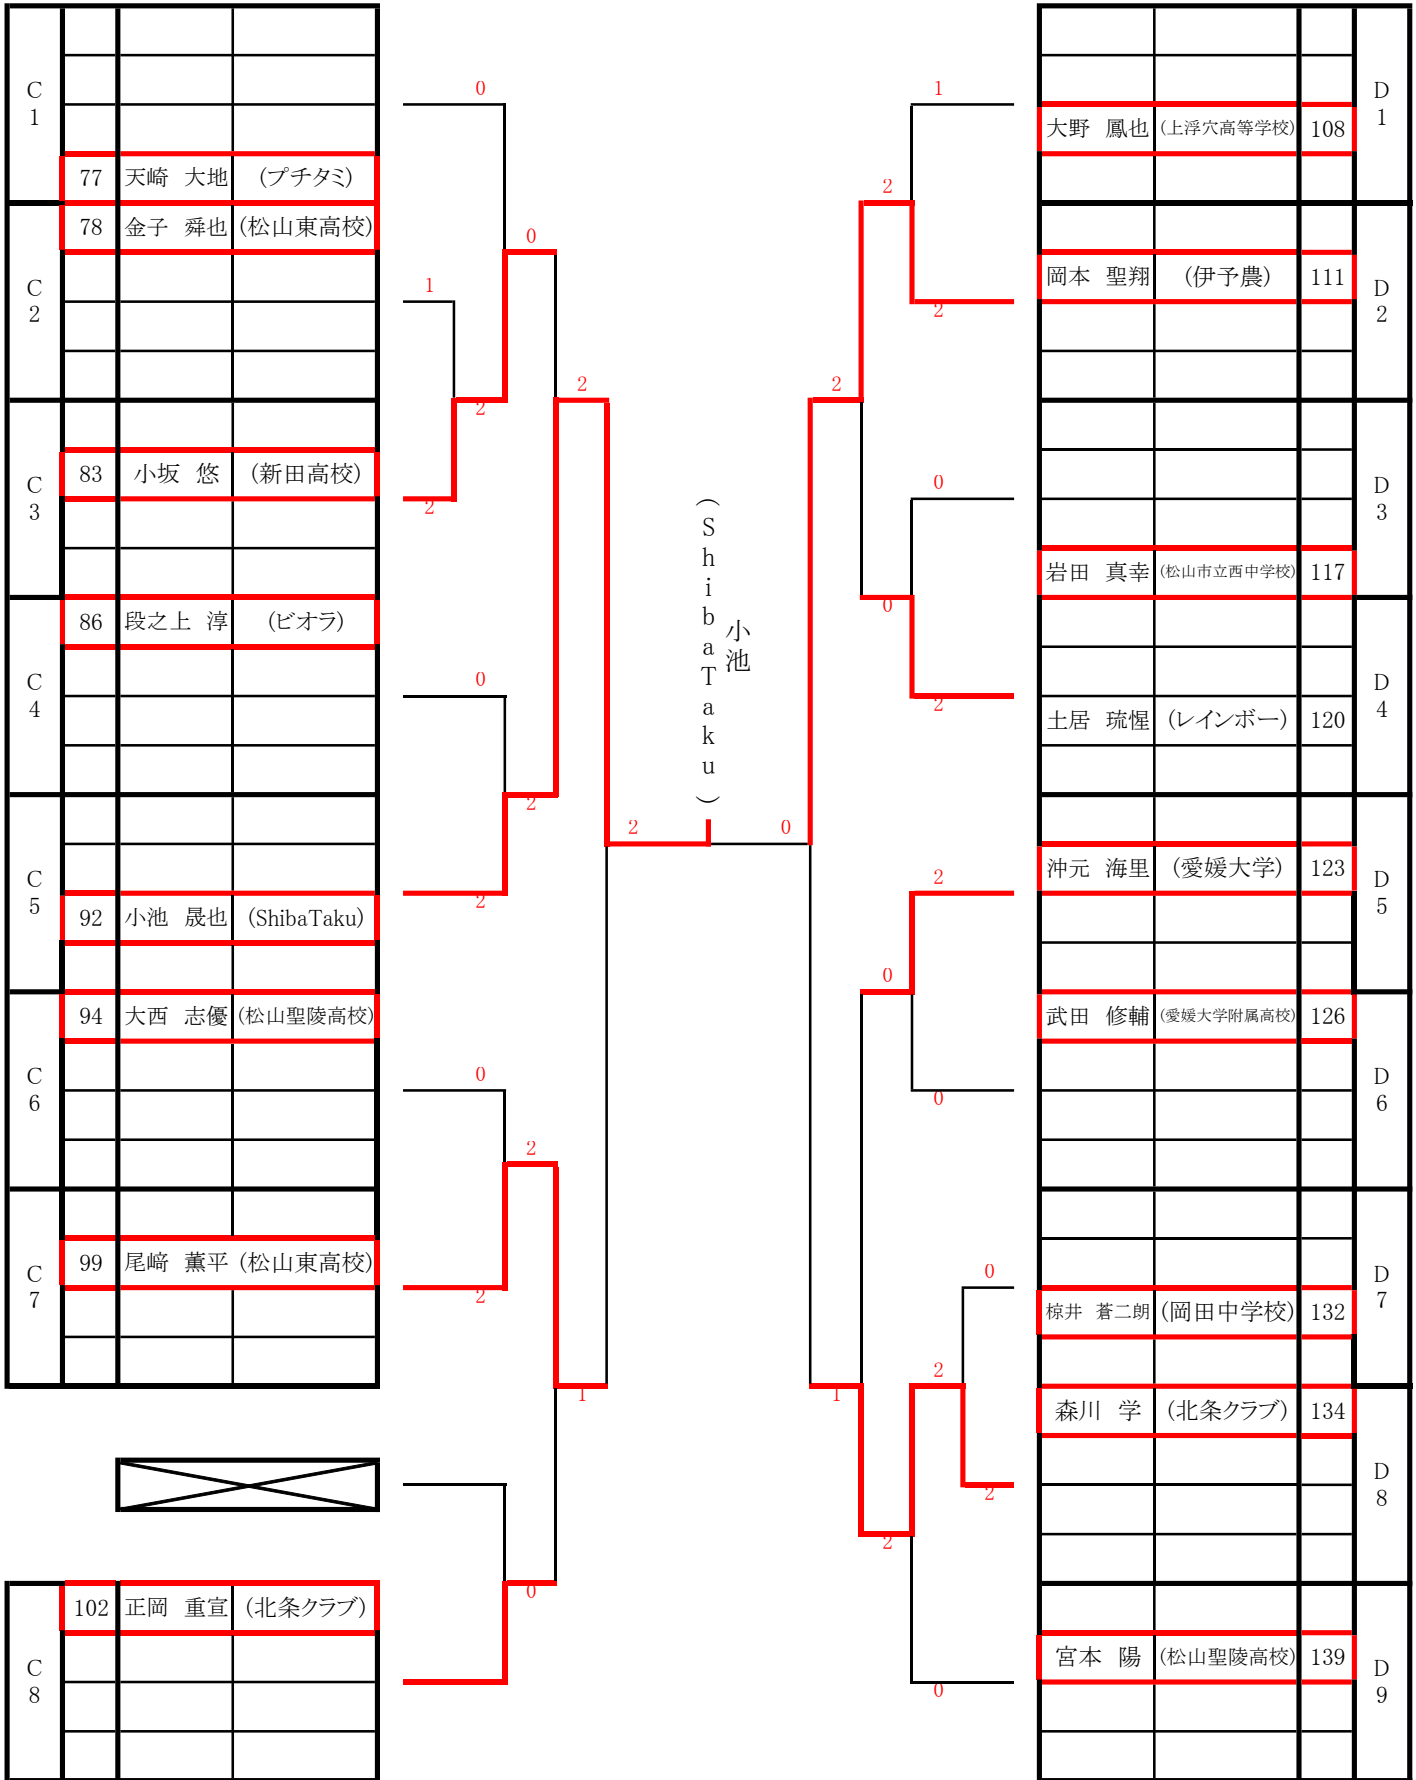 C1
77 天崎 大地 (プチタミ)
C2
78 金子 舜也 (松山東高校)
C3
83 小坂 悠 (新田高校)
C4
86 段之上 淳 (ビオラ)
C5
92 小池 晟也 (ShibaTaku)
C6
94 大西 志優 (松山聖陵高校)
C7
99 尾崎 薫平 (松山東高校)
C8
102 正岡 重宣 (北条クラブ)
0
0
1
2
2
2
0
2
2
0
2
2
1
0
2
0
小池
(ShibaTaku)
1
2
2
2
0
0
2
2
0
0
0
2
1
2
2
0
D1
大野 鳳也 (上浮穴高等学校) 108
D2
岡本 聖翔 (伊予農) 111
D3
岩田 真幸 (松山市立西中学校) 117
D4
土居 琉惺 (レインボー) 120
D5
沖元 海里 (愛媛大学) 123
D6
武田 修輔 (愛媛大学附属高校) 126
D7
椋井 蒼二朗 (岡田中学校) 132
D8
森川 学 (北条クラブ) 134
D9
宮本 陽 (松山聖陵高校) 139